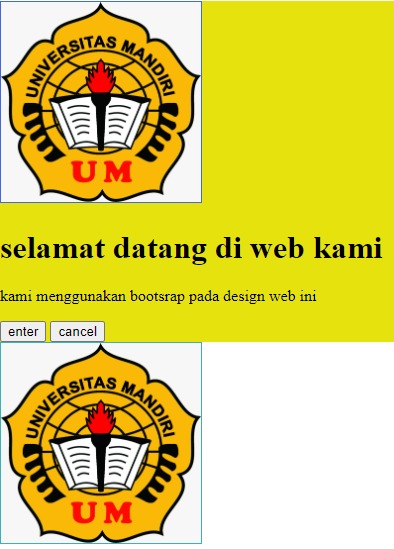 UNIVERSITAS MANDIRI
UM
selamat datang di web kami
kami menggunakan bootsrap pada design web ini
enter cancel
UNIVERSITAS MANDIRI
UM